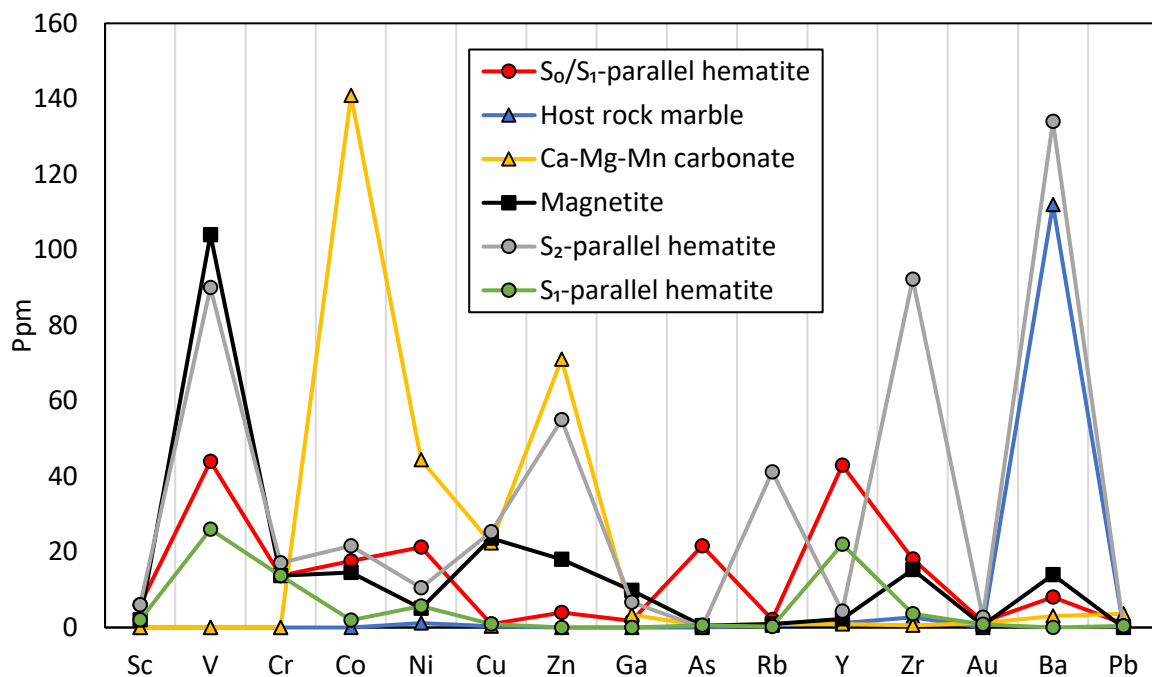 160
140
120
100
80
60
40
20
0
Ppm
S₀/S₁-parallel hematite
Host rock marble
Ca-Mg-Mn carbonate
Magnetite
S₂-parallel hematite
S₁-parallel hematite
Sc V Cr Co Ni Cu Zn Ga As Rb Y Zr Au Ba Pb